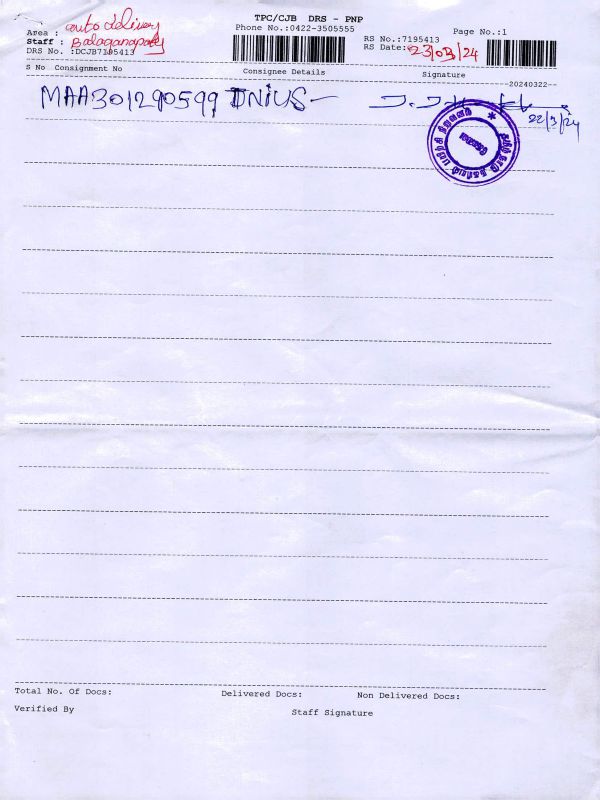 TPC/CJB DRS - PNP
Phone No.:0422-3505555
Page No.:1
Area : auto delivery
Staff :
DRS No. :DCJB7195413
RS No.:7195413
RS Date: 23/03/24
S No Consignment No
Consignee Details
Signature
--20240322--
MAA301290599
22/3/24
Total No. Of Docs:
Delivered Docs:
Non Delivered Docs:
Verified By
Staff Signature